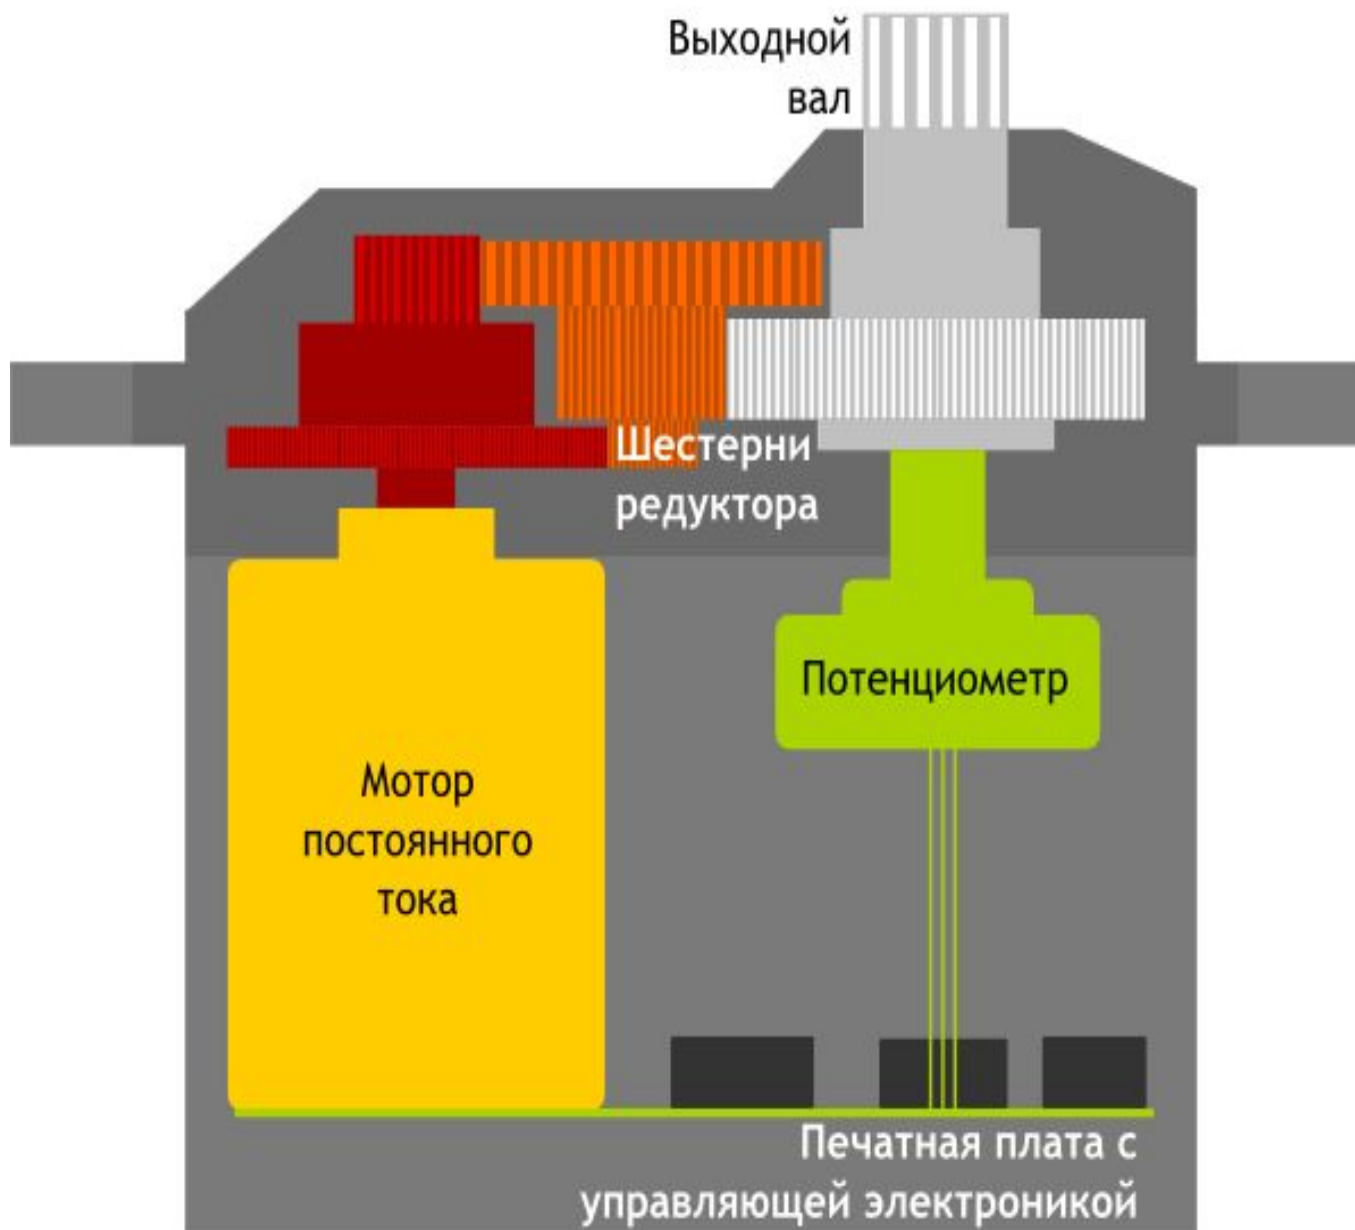 Выходной
вал
Шестерни
редуктора
Потенциометр
Мотор
постоянного
тока
Печатная плата с
управляющей электроникой